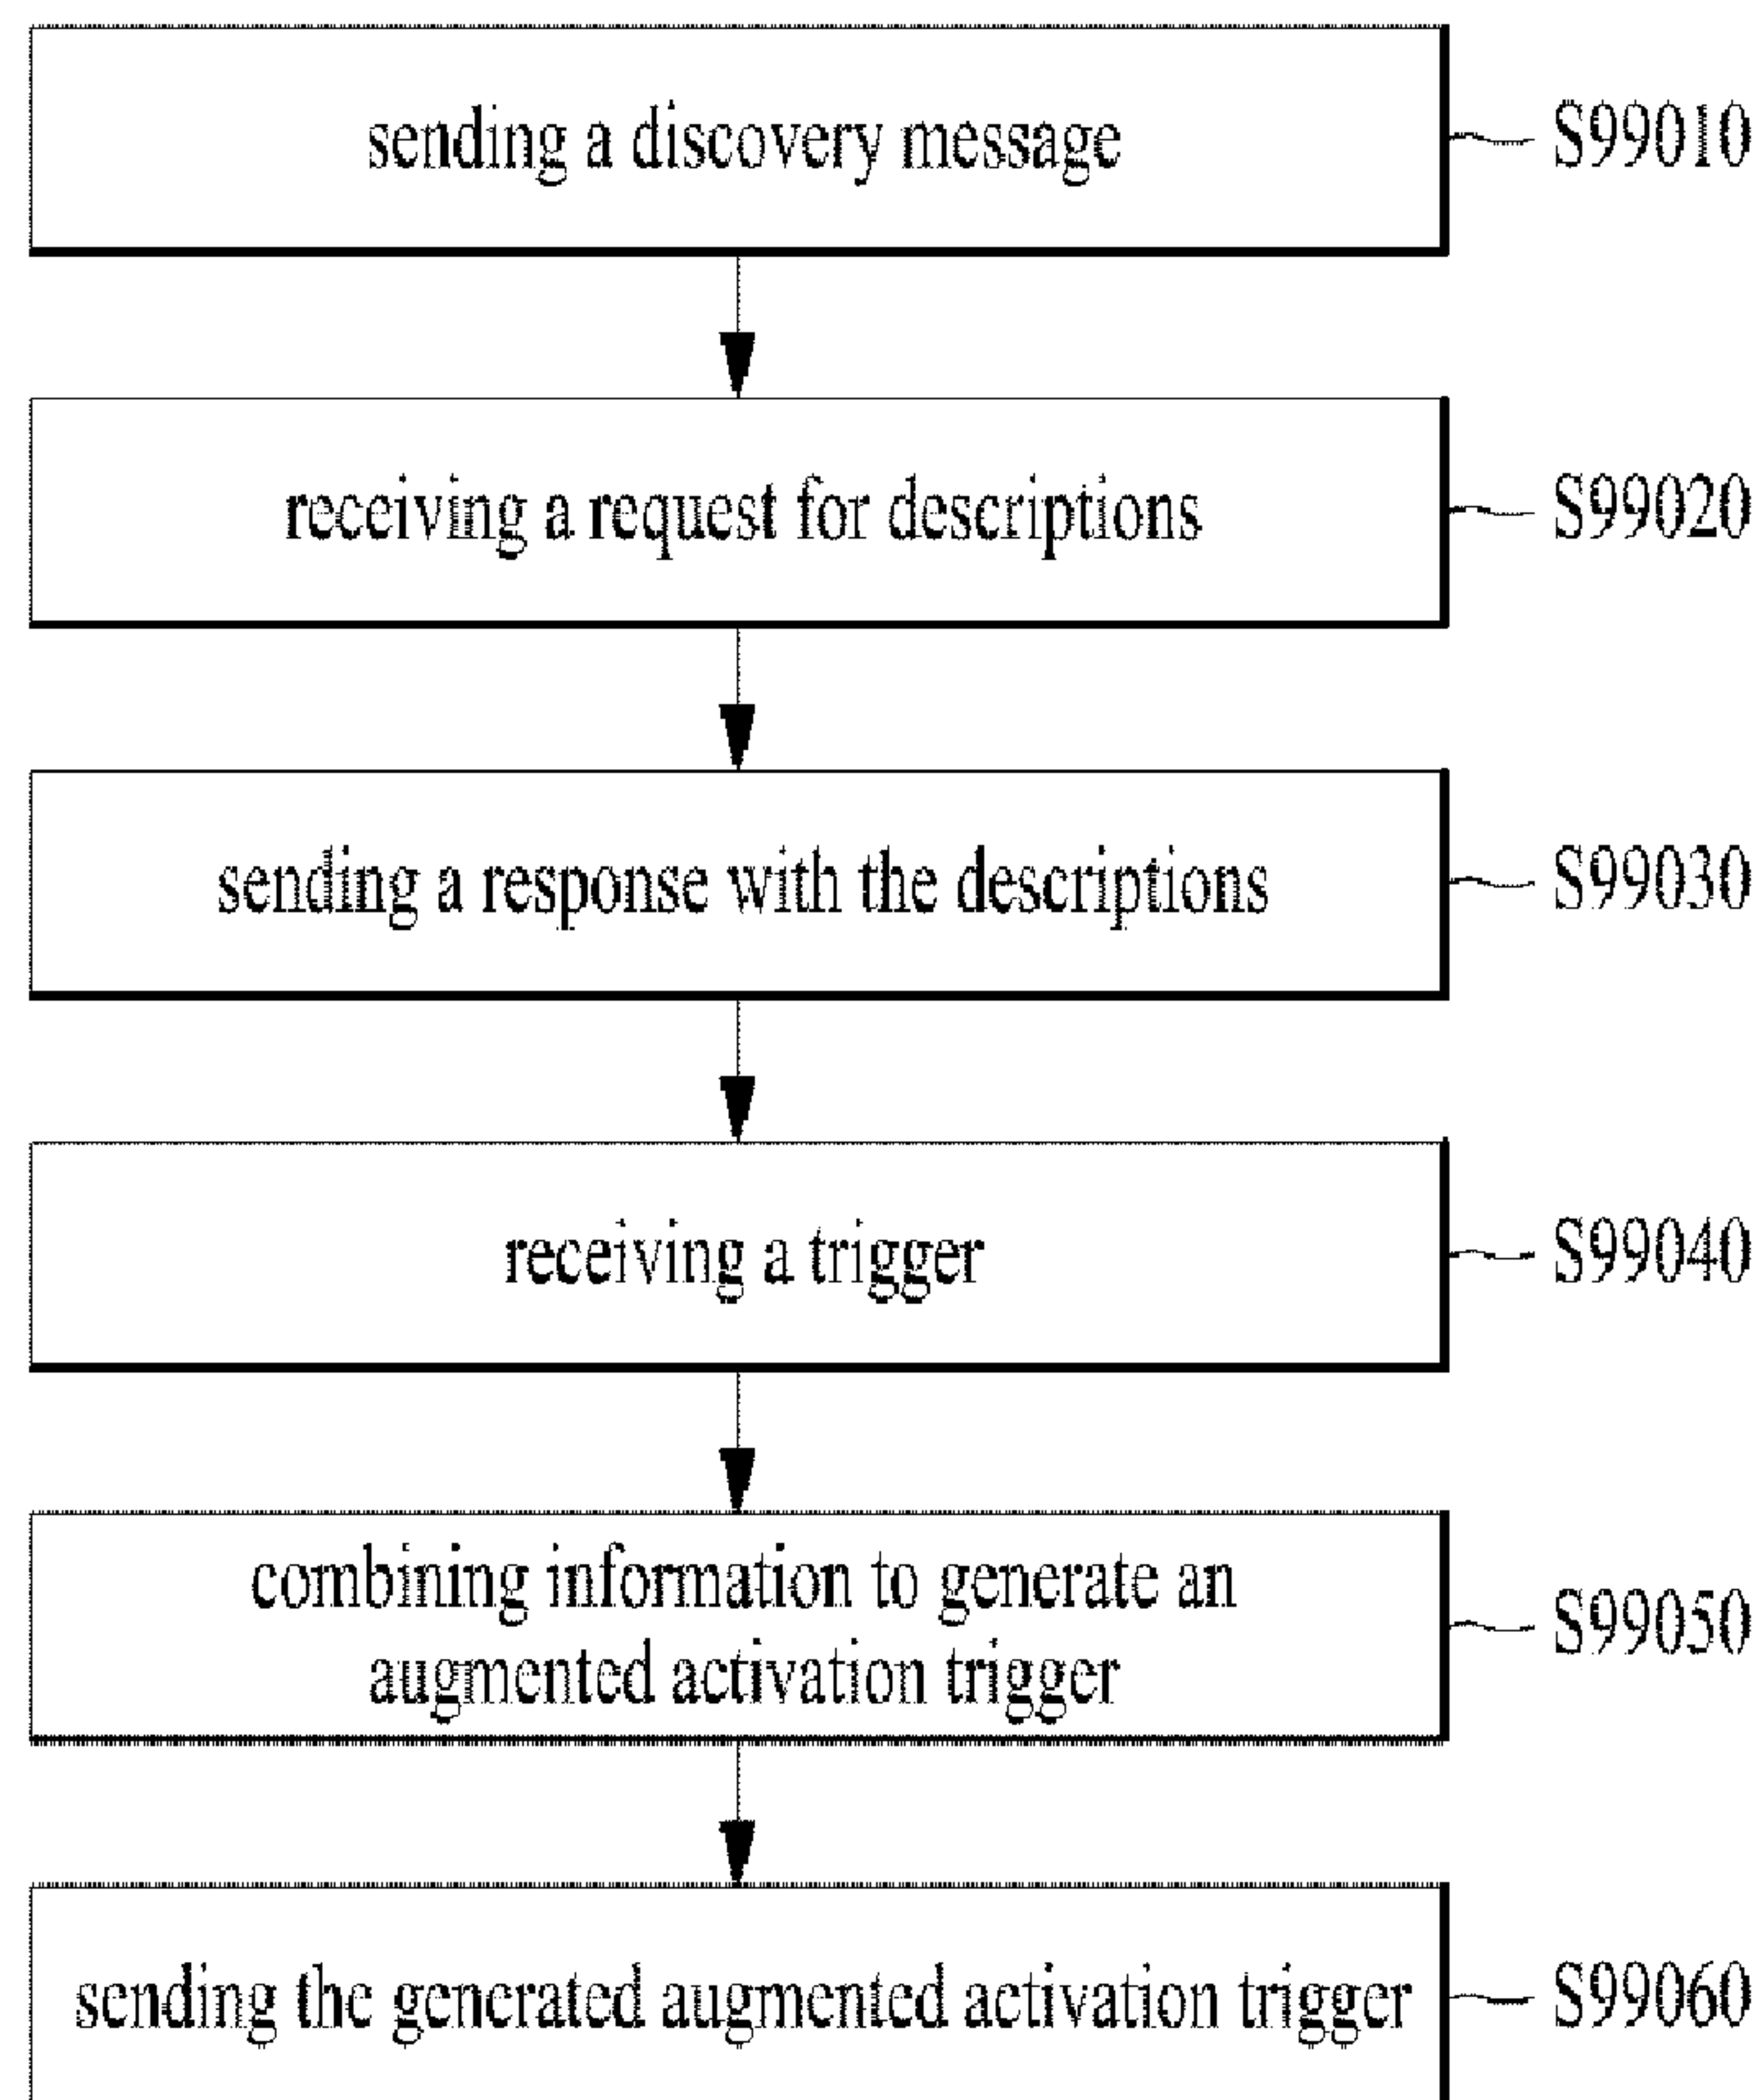 sending a discovery message S99010
receiving a request for descriptions S99020
sending a response with the descriptions S99030
receiving a trigger S99040
combining information to generate an
augmented activation trigger S99050
sending the generated augmented activation trigger S99060